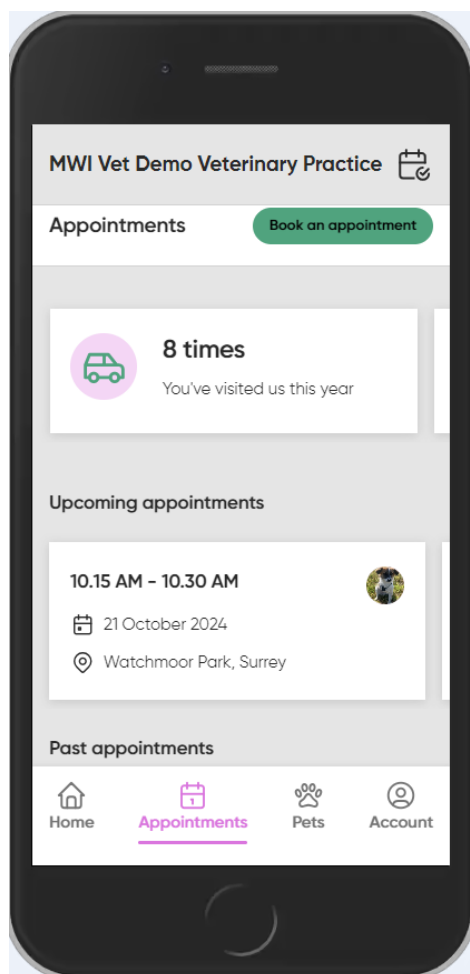 MWI Vet Demo Veterinary Practice
Appointments
Book an appointment
8 times
You've visited us this year
Upcoming appointments
10.15 AM – 10.30 AM
21 October 2024
Watchmoor Park, Surrey
Past appointments
1
Home
Appointments
Pets
Account